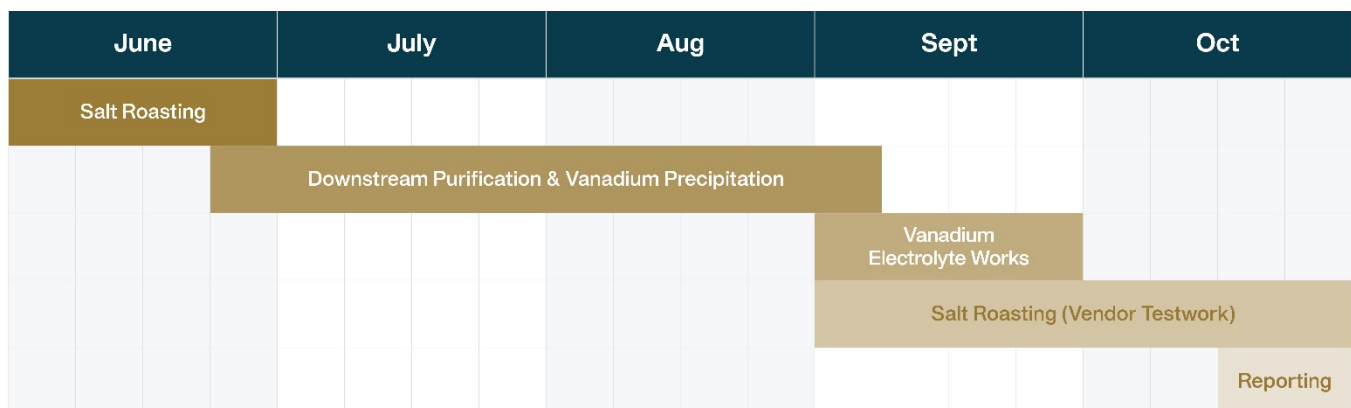 June July Aug Sept Oct
Salt Roasting
Downstream Purification & Vanadium Precipitation
Vanadium
Electrolyte Works
Salt Roasting (Vendor Testwork)
Reporting